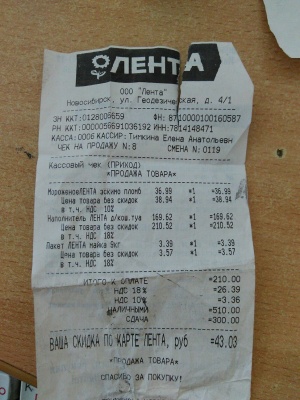 ЛЕНТА
ООО "Лента"
Новосибирск, ул. Геодезическая, д. 4/1
ЗН ККТ:0128009659 ФН: 8710000100160587
РН ККТ:0000059691036192 ИНН:7814148471
КАССА:0006 КАССИР: Типкина Елена Анатольевн
ЧЕК НА ПРОДАЖУ N:8 СМЕНА N:0119
Кассовый чек (ПРИХОД)
*ПРОДАЖА ТОВАРА*
МороженоеЛЕНТА эскимо пломб 36.99 *1 =36.99
Цена товара без скидок 38.94 *1 =38.94
в т.ч. НДС 10%
Наполнитель ЛЕНТА д/кош.туа 169.62 *1 =169.62
Цена товара без скидок 210.52 *1 =210.52
в т.ч. НДС 18%
Пакет ЛЕНТА майка 9кг 3.39 *1 =3.39
Цена товара без скидок 3.57 *1 =3.57
в т.ч. НДС 18%
ИТОГО К ОПЛАТЕ =210.00
НДС 18% =26.39
НДС 10% =3.36
НАЛИЧНЫМИ =510.00
СДАЧА =300.00
ВАША СКИДКА ПО КАРТЕ ЛЕНТА, руб =43.03
*ПРОДАЖА ТОВАРА*
СПАСИБО ЗА ПОКУПКУ!